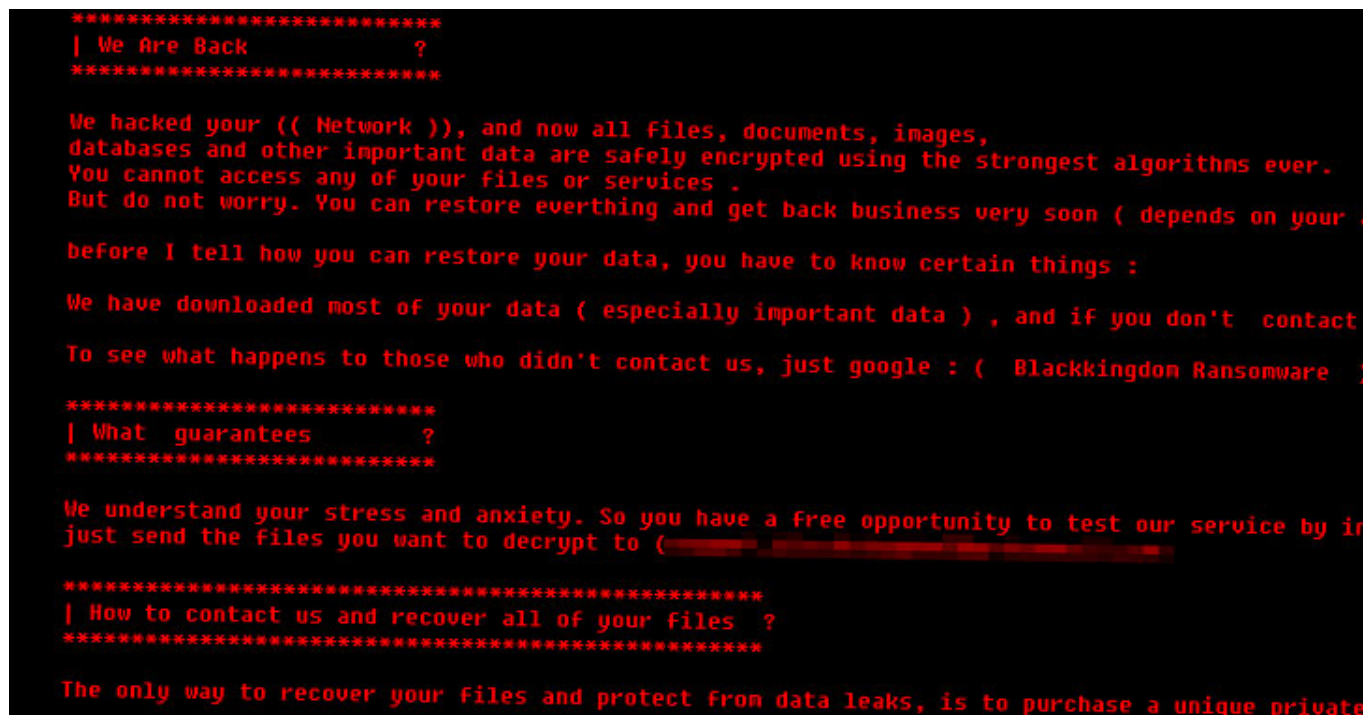 ***************************
| We Are Back            ?
***************************
We hacked your (( Network )), and now all files, documents, images,
databases and other important data are safely encrypted using the strongest algorithms ever.
You cannot access any of your files or services .
But do not worry. You can restore everthing and get back business very soon ( depends on your
before I tell how you can restore your data, you have to know certain things :
We have downloaded most of your data ( especially important data ) , and if you don't  contact
To see what happens to those who didn't contact us, just google : (  Blackkingdom Ransomware  )
***************************
| What  guarantees        ?
***************************
We understand your stress and anxiety. So you have a free opportunity to test our service by
just send the files you want to decrypt to (
***************************************************
| How to contact us and recover all of your files  ?
***************************************************
The only way to recover your files and protect from data leaks, is to purchase a unique private